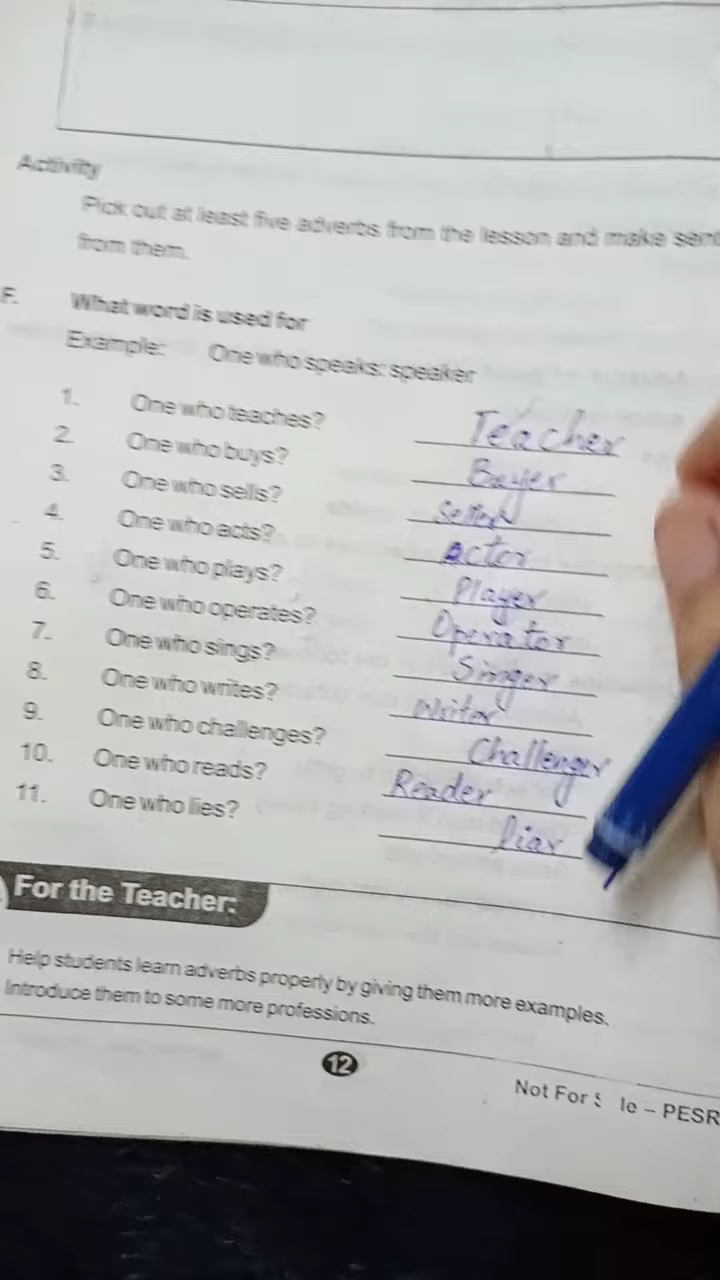 Activity
Pick out at least five adverbs from the lesson and make sent
from them.
F. What word is used for
Example: One who speaks: speaker
1. One who teaches? Teacher
2. One who buys? Buyer
3. One who sells?
4. One who acts? actor
5. One who plays? Player
6. One who operates? Operator
7. One who sings? Singer
8. One who writes? Writer
9. One who challenges? Challenger
10. One who reads? Reader
11. One who lies? liar
For the Teacher:
Help students learn adverbs properly by giving them more examples.
Introduce them to some more professions.
12
Not For S le – PESR